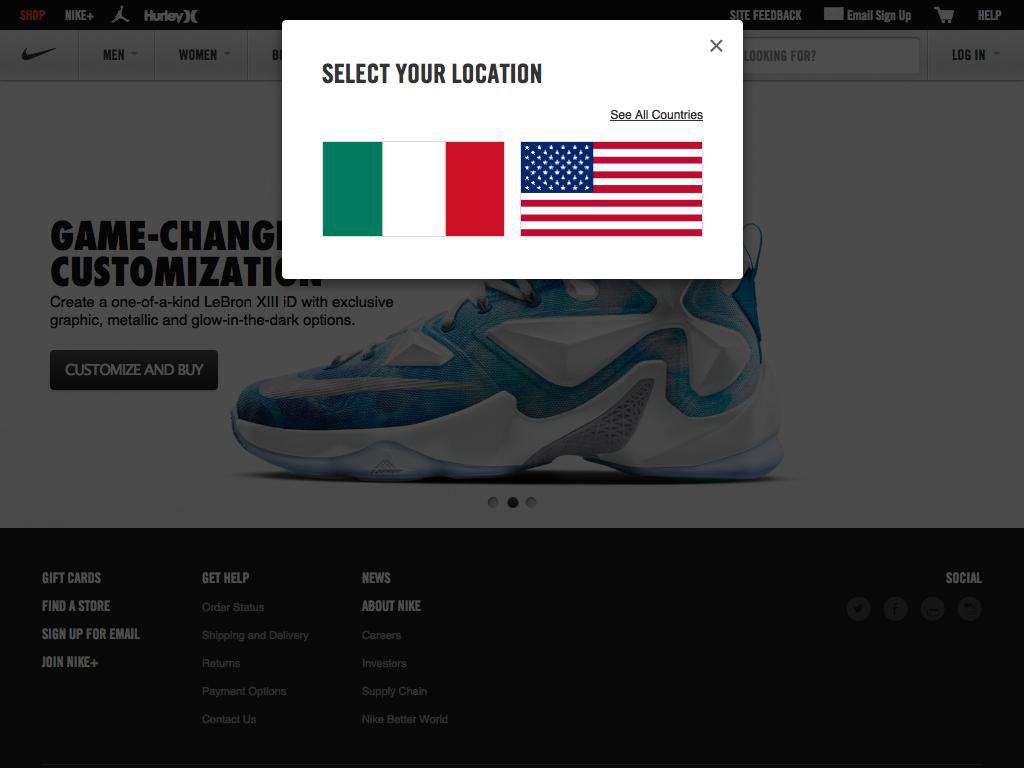 SHOP NIKE+ Hurley SITE FEEDBACK Email Sign Up HELP
MEN WOMEN LOOKING FOR? LOG IN
SELECT YOUR LOCATION
See All Countries
GAME-CHANG
CUSTOMIZATION
Create a one-of-a-kind LeBron XIII iD with exclusive
graphic, metallic and glow-in-the-dark options.
CUSTOMIZE AND BUY
GIFT CARDS
FIND A STORE
SIGN UP FOR EMAIL
JOIN NIKE+
GET HELP
Order Status
Shipping and Delivery
Returns
Payment Options
Contact Us
NEWS
ABOUT NIKE
Careers
Investors
Supply Chain
Nike Better World
SOCIAL